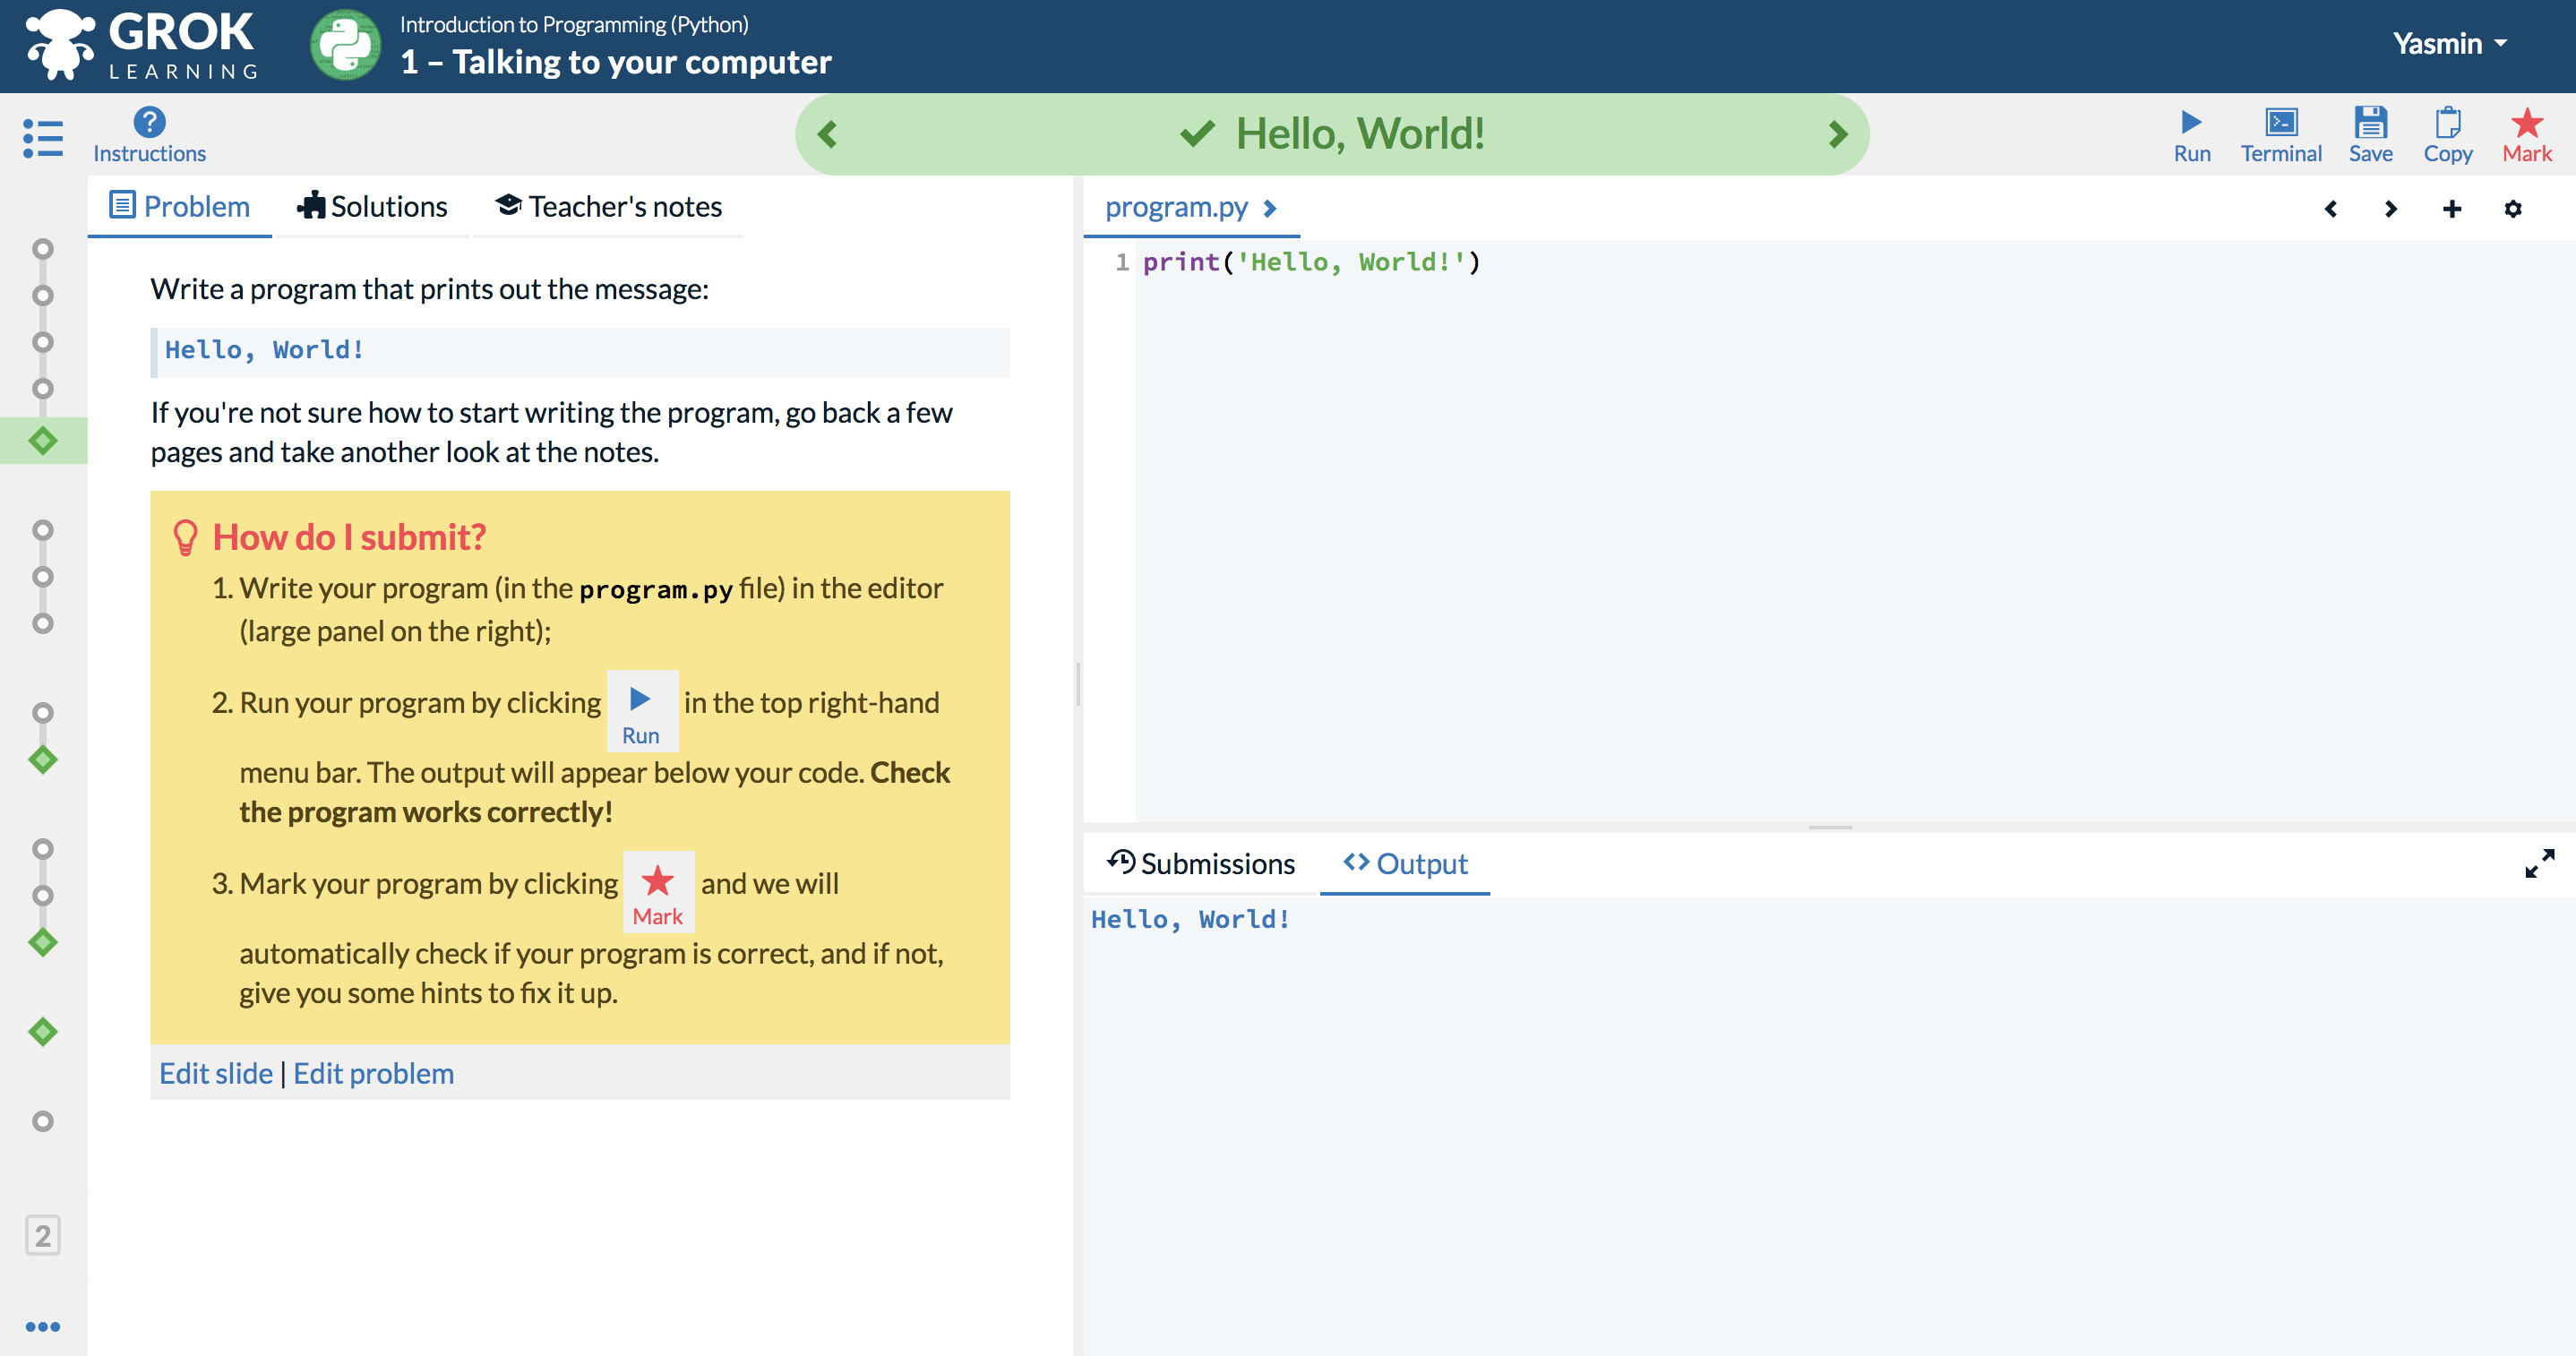 GROK
LEARNING
Introduction to Programming (Python)
1 – Talking to your computer
Yasmin
Instructions
Hello, World!
Run
Terminal
Save
Copy
Mark
Problem
Solutions
Teacher's notes
Write a program that prints out the message:
Hello, World!
If you're not sure how to start writing the program, go back a few
pages and take another look at the notes.
How do I submit?
1. Write your program (in the program.py file) in the editor
(large panel on the right);
2. Run your program by clicking Run in the top right-hand
menu bar. The output will appear below your code. Check
the program works correctly!
3. Mark your program by clicking Mark and we will
automatically check if your program is correct, and if not,
give you some hints to fix it up.
Edit slide | Edit problem
2
program.py
1 print('Hello, World!')
Submissions
Output
Hello, World!